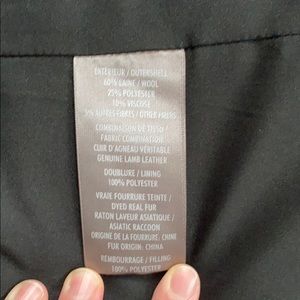 EXTÉRIEUR / OUTERSHELL
60% LAINE / WOOL
25% POLYESTER
10% VISCOSE
5% AUTRES FIBRES / OTHER FIBERS
COMBINAISON DE TISSU /
FABRIC COMBINATION
CUIR D'AGNEAU VÉRITABLE
GENUINE LAMB LEATHER
DOUBLURE / LINING
100% POLYESTER
VRAIE FOURRURE TEINTE /
DYED REAL FUR
RATON LAVEUR ASIATIQUE /
ASIATIC RACCOON
ORIGINE DE LA FOURRURE: CHINE
FUR ORIGIN: CHINA
REMBOURRAGE / FILLING
100% POLYESTER